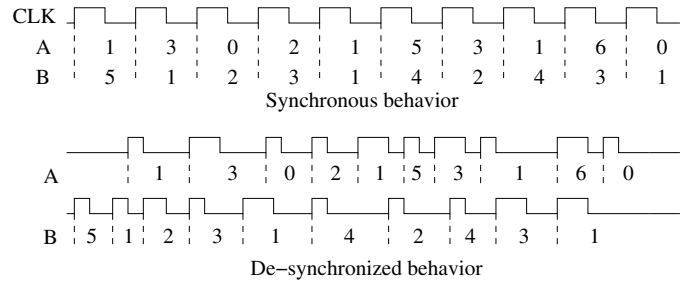 CLK
A 1 3 0 2 1 5 3 1 6 0
B 5 1 2 3 1 4 2 4 3 1
Synchronous behavior
A 1 3 0 2 1 5 3 1 6 0
B 5 1 2 3 1 4 2 4 3 1
De-synchronized behavior